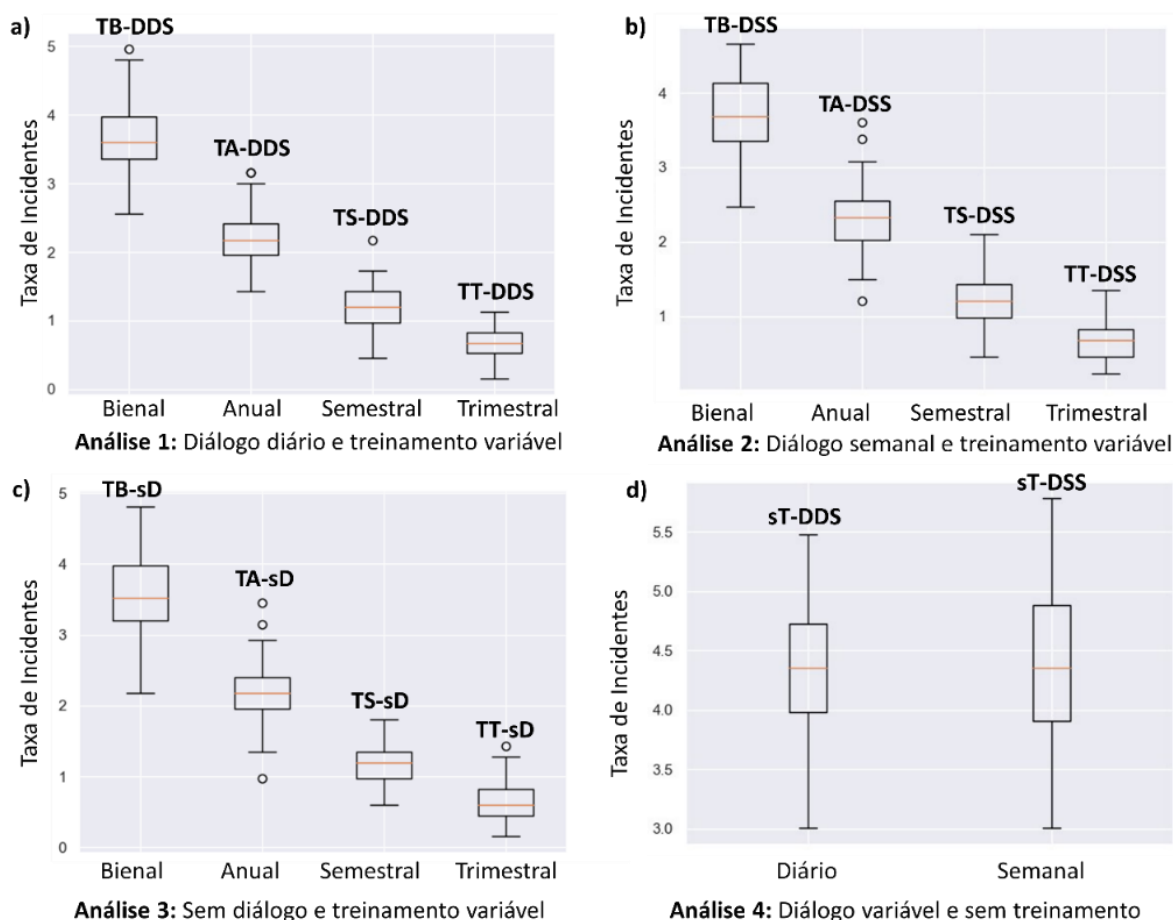 a)
TB-DDS
TA-DDS
TS-DDS
TT-DDS
Taxa de Incidentes
5
4
3
2
1
0
Bienal Anual Semestral Trimestral
Análise 1: Diálogo diário e treinamento variável
b)
TB-DSS
TA-DSS
TS-DSS
TT-DSS
Taxa de Incidentes
4
3
2
1
Bienal Anual Semestral Trimestral
Análise 2: Diálogo semanal e treinamento variável
c)
TB-sD
TA-sD
TS-sD
TT-sD
Taxa de Incidentes
5
4
3
2
1
0
Bienal Anual Semestral Trimestral
Análise 3: Sem diálogo e treinamento variável
d)
sT-DSS
sT-DDS
Taxa de Incidentes
5.5
5.0
4.5
4.0
3.5
3.0
Diário Semanal
Análise 4: Diálogo variável e sem treinamento